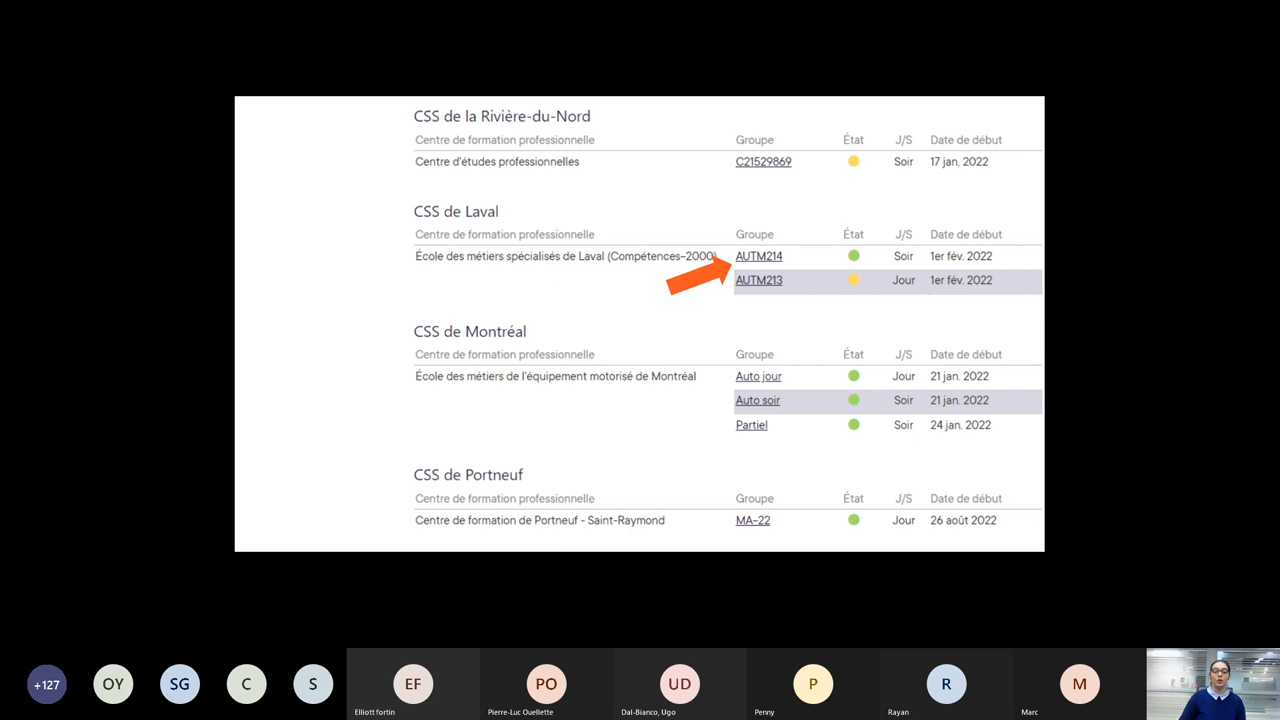 CSS de la Rivière-du-Nord
Centre de formation professionnelle Groupe État J/S Date de début
Centre d'études professionnelles C21529869 Soir 17 jan. 2022
CSS de Laval
Centre de formation professionnelle Groupe État J/S Date de début
École des métiers spécialisés de Laval (Compétences-2000) AUTM214 Soir 1er fév. 2022
AUTM213 Jour 1er fév. 2022
CSS de Montréal
Centre de formation professionnelle Groupe État J/S Date de début
École des métiers de l'équipement motorisé de Montréal Auto jour Jour 21 jan. 2022
Auto soir Soir 21 jan. 2022
Partiel Soir 24 jan. 2022
CSS de Portneuf
Centre de formation professionnelle Groupe État J/S Date de début
Centre de formation de Portneuf - Saint-Raymond MA-22 Jour 26 août 2022
+127 OY SG C S EF PO UD P R M
Elliott fortin Pierre-Luc Ouellette Dal-Bianco, Ugo Penny Rayan Marc